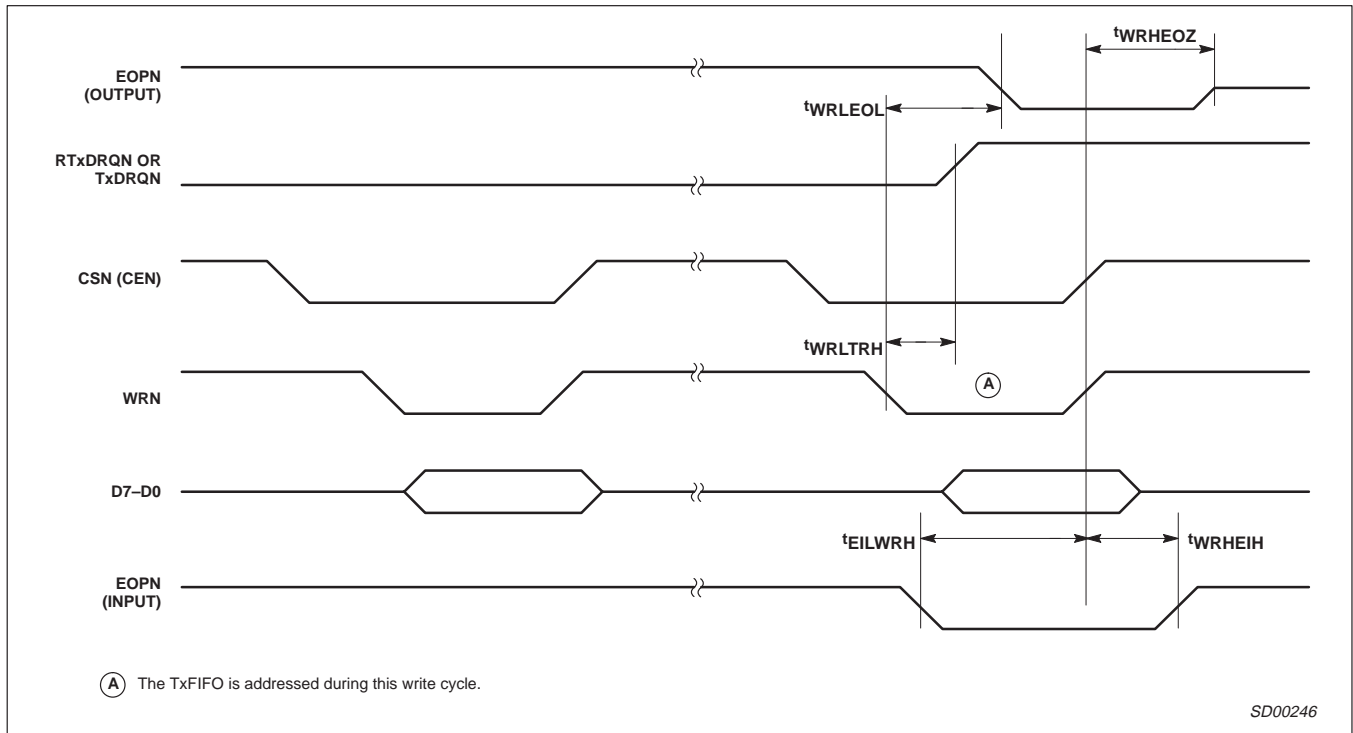 tWRHEOZ
EOPN
(OUTPUT)
tWRLEOL
RTxDRQN OR
TxDRQN
CSN (CEN)
tWRLTRH
A
WRN
D7–D0
tEILWRH
tWRHEIH
EOPN
(INPUT)
A The TxFIFO is addressed during this write cycle.
SD00246